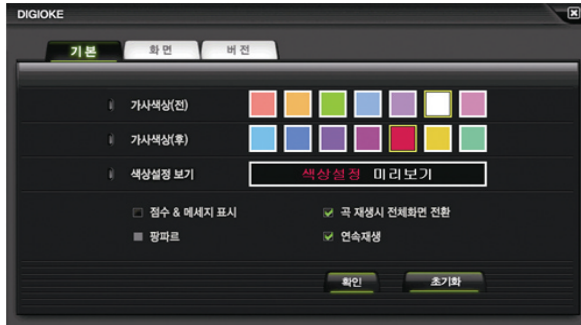 DIGIOKE
기본 화면 버전
가사색상(전)
가사색상(후)
색상설정 보기 색상설정 미리보기
점수 & 메세지 표시 곡 재생시 전체화면 전환
팡파르 연속재생
확인 초기화